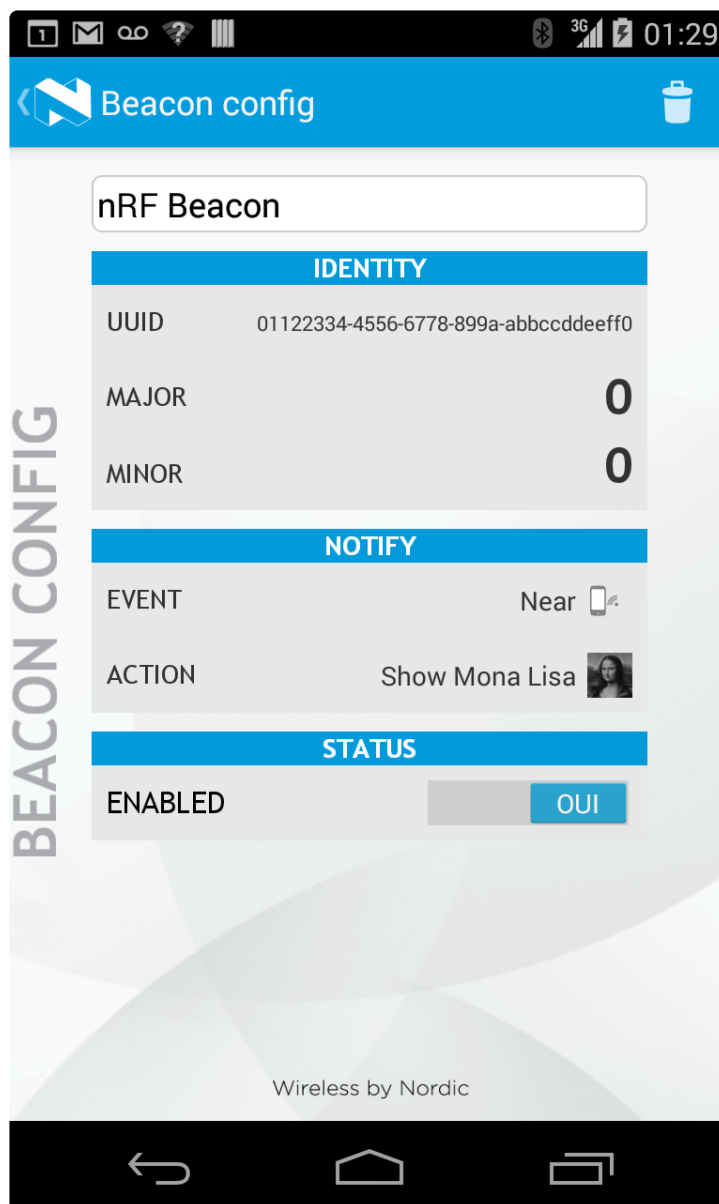 1 3G 01:29
Beacon config
nRF Beacon
IDENTITY
UUID 01122334-4556-6778-899a-abbccddeeff0
MAJOR 0
MINOR 0
NOTIFY
EVENT Near
ACTION Show Mona Lisa
STATUS
ENABLED OUI
BEACON CONFIG
Wireless by Nordic